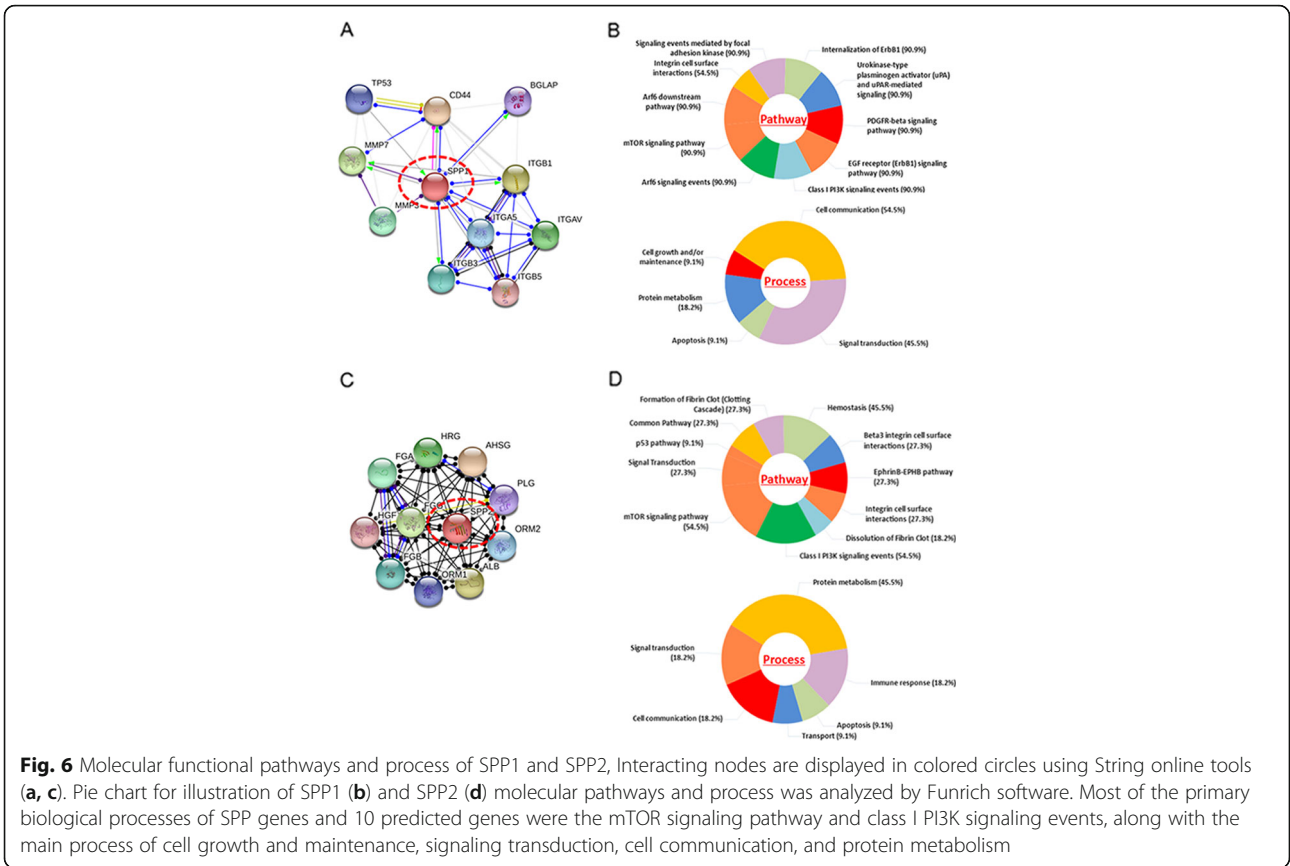 A
TP53
CD44
BGLAP
MMP7
SPP1
ITGB1
MMP3
ITGA5
ITGAV
ITGB3
ITGB5
B
Signaling events mediated by focal
adhesion kinase (90.9%)
Integrin cell surface
interactions (54.5%)
Arf6 downstream
pathway (90.9%)
mTOR signaling pathway
(90.9%)
Arf6 signaling events (90.9%)
Pathway
Internalization of ErbB1 (90.9%)
Urokinase-type
plasminogen activator (uPA)
and uPAR-mediated
signaling (90.9%)
PDGFR-beta signaling
pathway (90.9%)
EGF receptor (ErbB1) signaling
pathway (90.9%)
Class I PI3K signaling events (90.9%)
Cell communication (54.5%)
Cell growth and/or
maintenance (9.1%)
Protein metabolism
(18.2%)
Apoptosis (9.1%)
Process
Signal transduction (45.5%)
C
HRG
AHSG
FGA
PLG
FGG
SPP2
HGF
ORM2
FGB
ALB
ORM1
D
Formation of Fibrin Clot (Clotting
Cascade) (27.3%)
Common Pathway (27.3%)
p53 pathway (9.1%)
Signal Transduction
(27.3%)
mTOR signaling pathway
(54.5%)
Pathway
Hemostasis (45.5%)
Beta3 integrin cell surface
interactions (27.3%)
EphrinB-EPHB pathway
(27.3%)
Integrin cell surface
interactions (27.3%)
Dissolution of Fibrin Clot (18.2%)
Class I PI3K signaling events (54.5%)
Protein metabolism (45.5%)
Signal transduction
(18.2%)
Process
Cell communication (18.2%)
Immune response (18.2%)
Apoptosis (9.1%)
Transport (9.1%)
Fig. 6 Molecular functional pathways and process of SPP1 and SPP2, Interacting nodes are displayed in colored circles using String online tools
(a, c). Pie chart for illustration of SPP1 (b) and SPP2 (d) molecular pathways and process was analyzed by Funrich software. Most of the primary
biological processes of SPP genes and 10 predicted genes were the mTOR signaling pathway and class I PI3K signaling events, along with the
main process of cell growth and maintenance, signaling transduction, cell communication, and protein metabolism